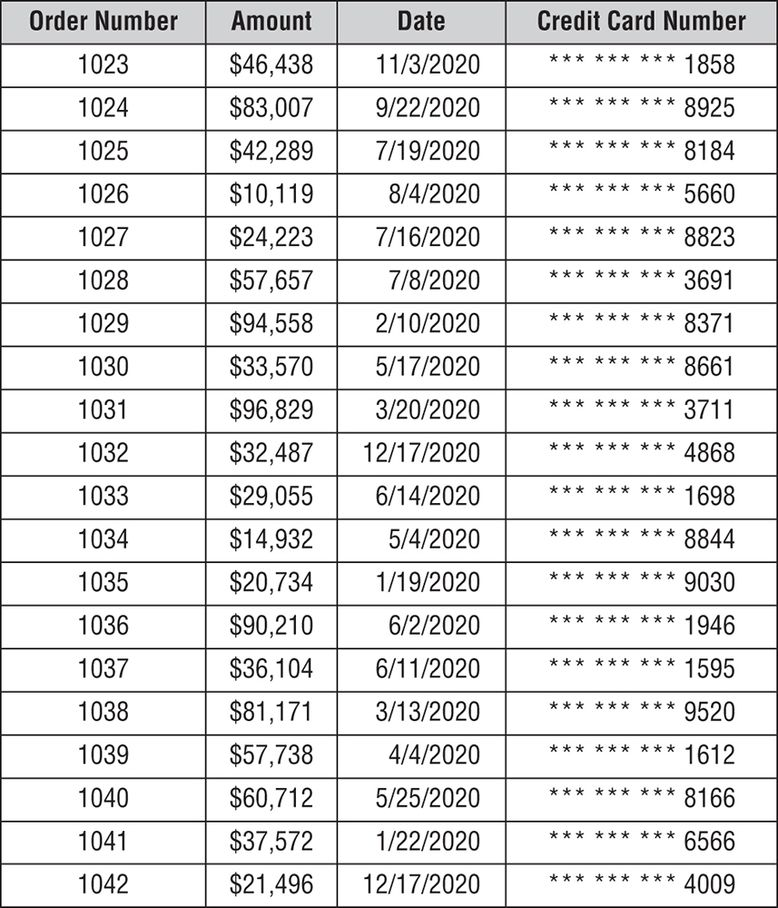 Order Number Amount Date Credit Card Number
1023 $46,438 11/3/2020 *** *** *** 1858
1024 $83,007 9/22/2020 *** *** *** 8925
1025 $42,289 7/19/2020 *** *** *** 8184
1026 $10,119 8/4/2020 *** *** *** 5660
1027 $24,223 7/16/2020 *** *** *** 8823
1028 $57,657 7/8/2020 *** *** *** 3691
1029 $94,558 2/10/2020 *** *** *** 8371
1030 $33,570 5/17/2020 *** *** *** 8661
1031 $96,829 3/20/2020 *** *** *** 3711
1032 $32,487 12/17/2020 *** *** *** 4868
1033 $29,055 6/14/2020 *** *** *** 1698
1034 $14,932 5/4/2020 *** *** *** 8844
1035 $20,734 1/19/2020 *** *** *** 9030
1036 $90,210 6/2/2020 *** *** *** 1946
1037 $36,104 6/11/2020 *** *** *** 1595
1038 $81,171 3/13/2020 *** *** *** 9520
1039 $57,738 4/4/2020 *** *** *** 1612
1040 $60,712 5/25/2020 *** *** *** 8166
1041 $37,572 1/22/2020 *** *** *** 6566
1042 $21,496 12/17/2020 *** *** *** 4009